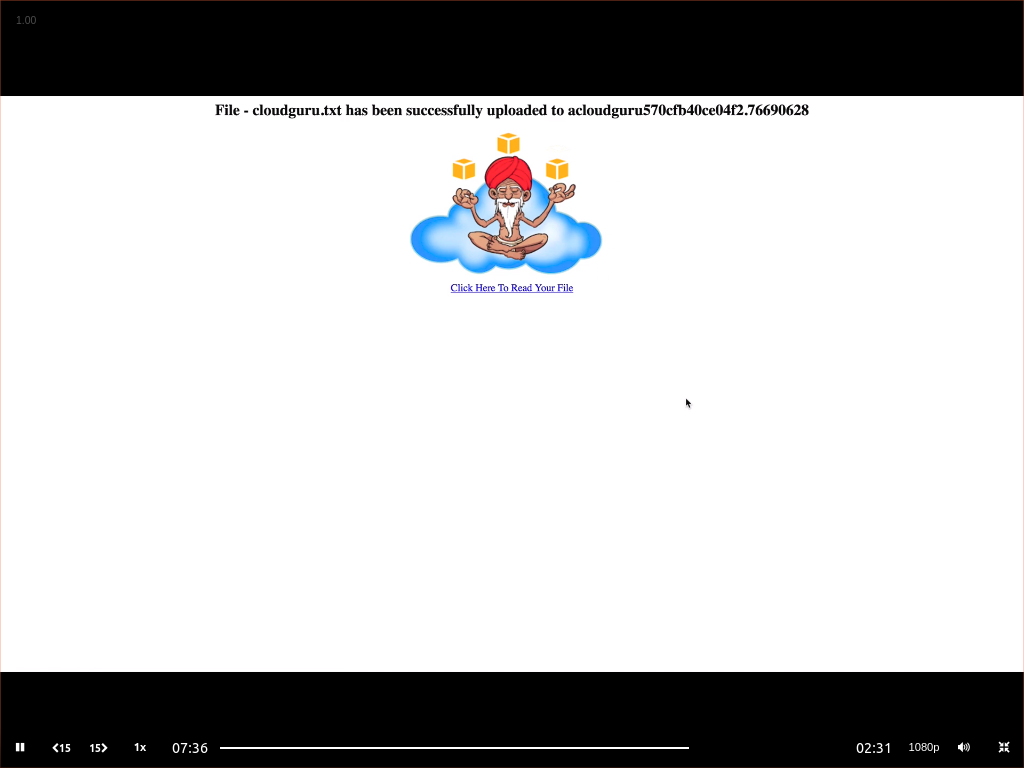 1.00
File - cloudguru.txt has been successfully uploaded to acloudguru570cfb40ce04f2.76690628
Click Here To Read Your File
15 15 1x 07:36 02:31 1080p